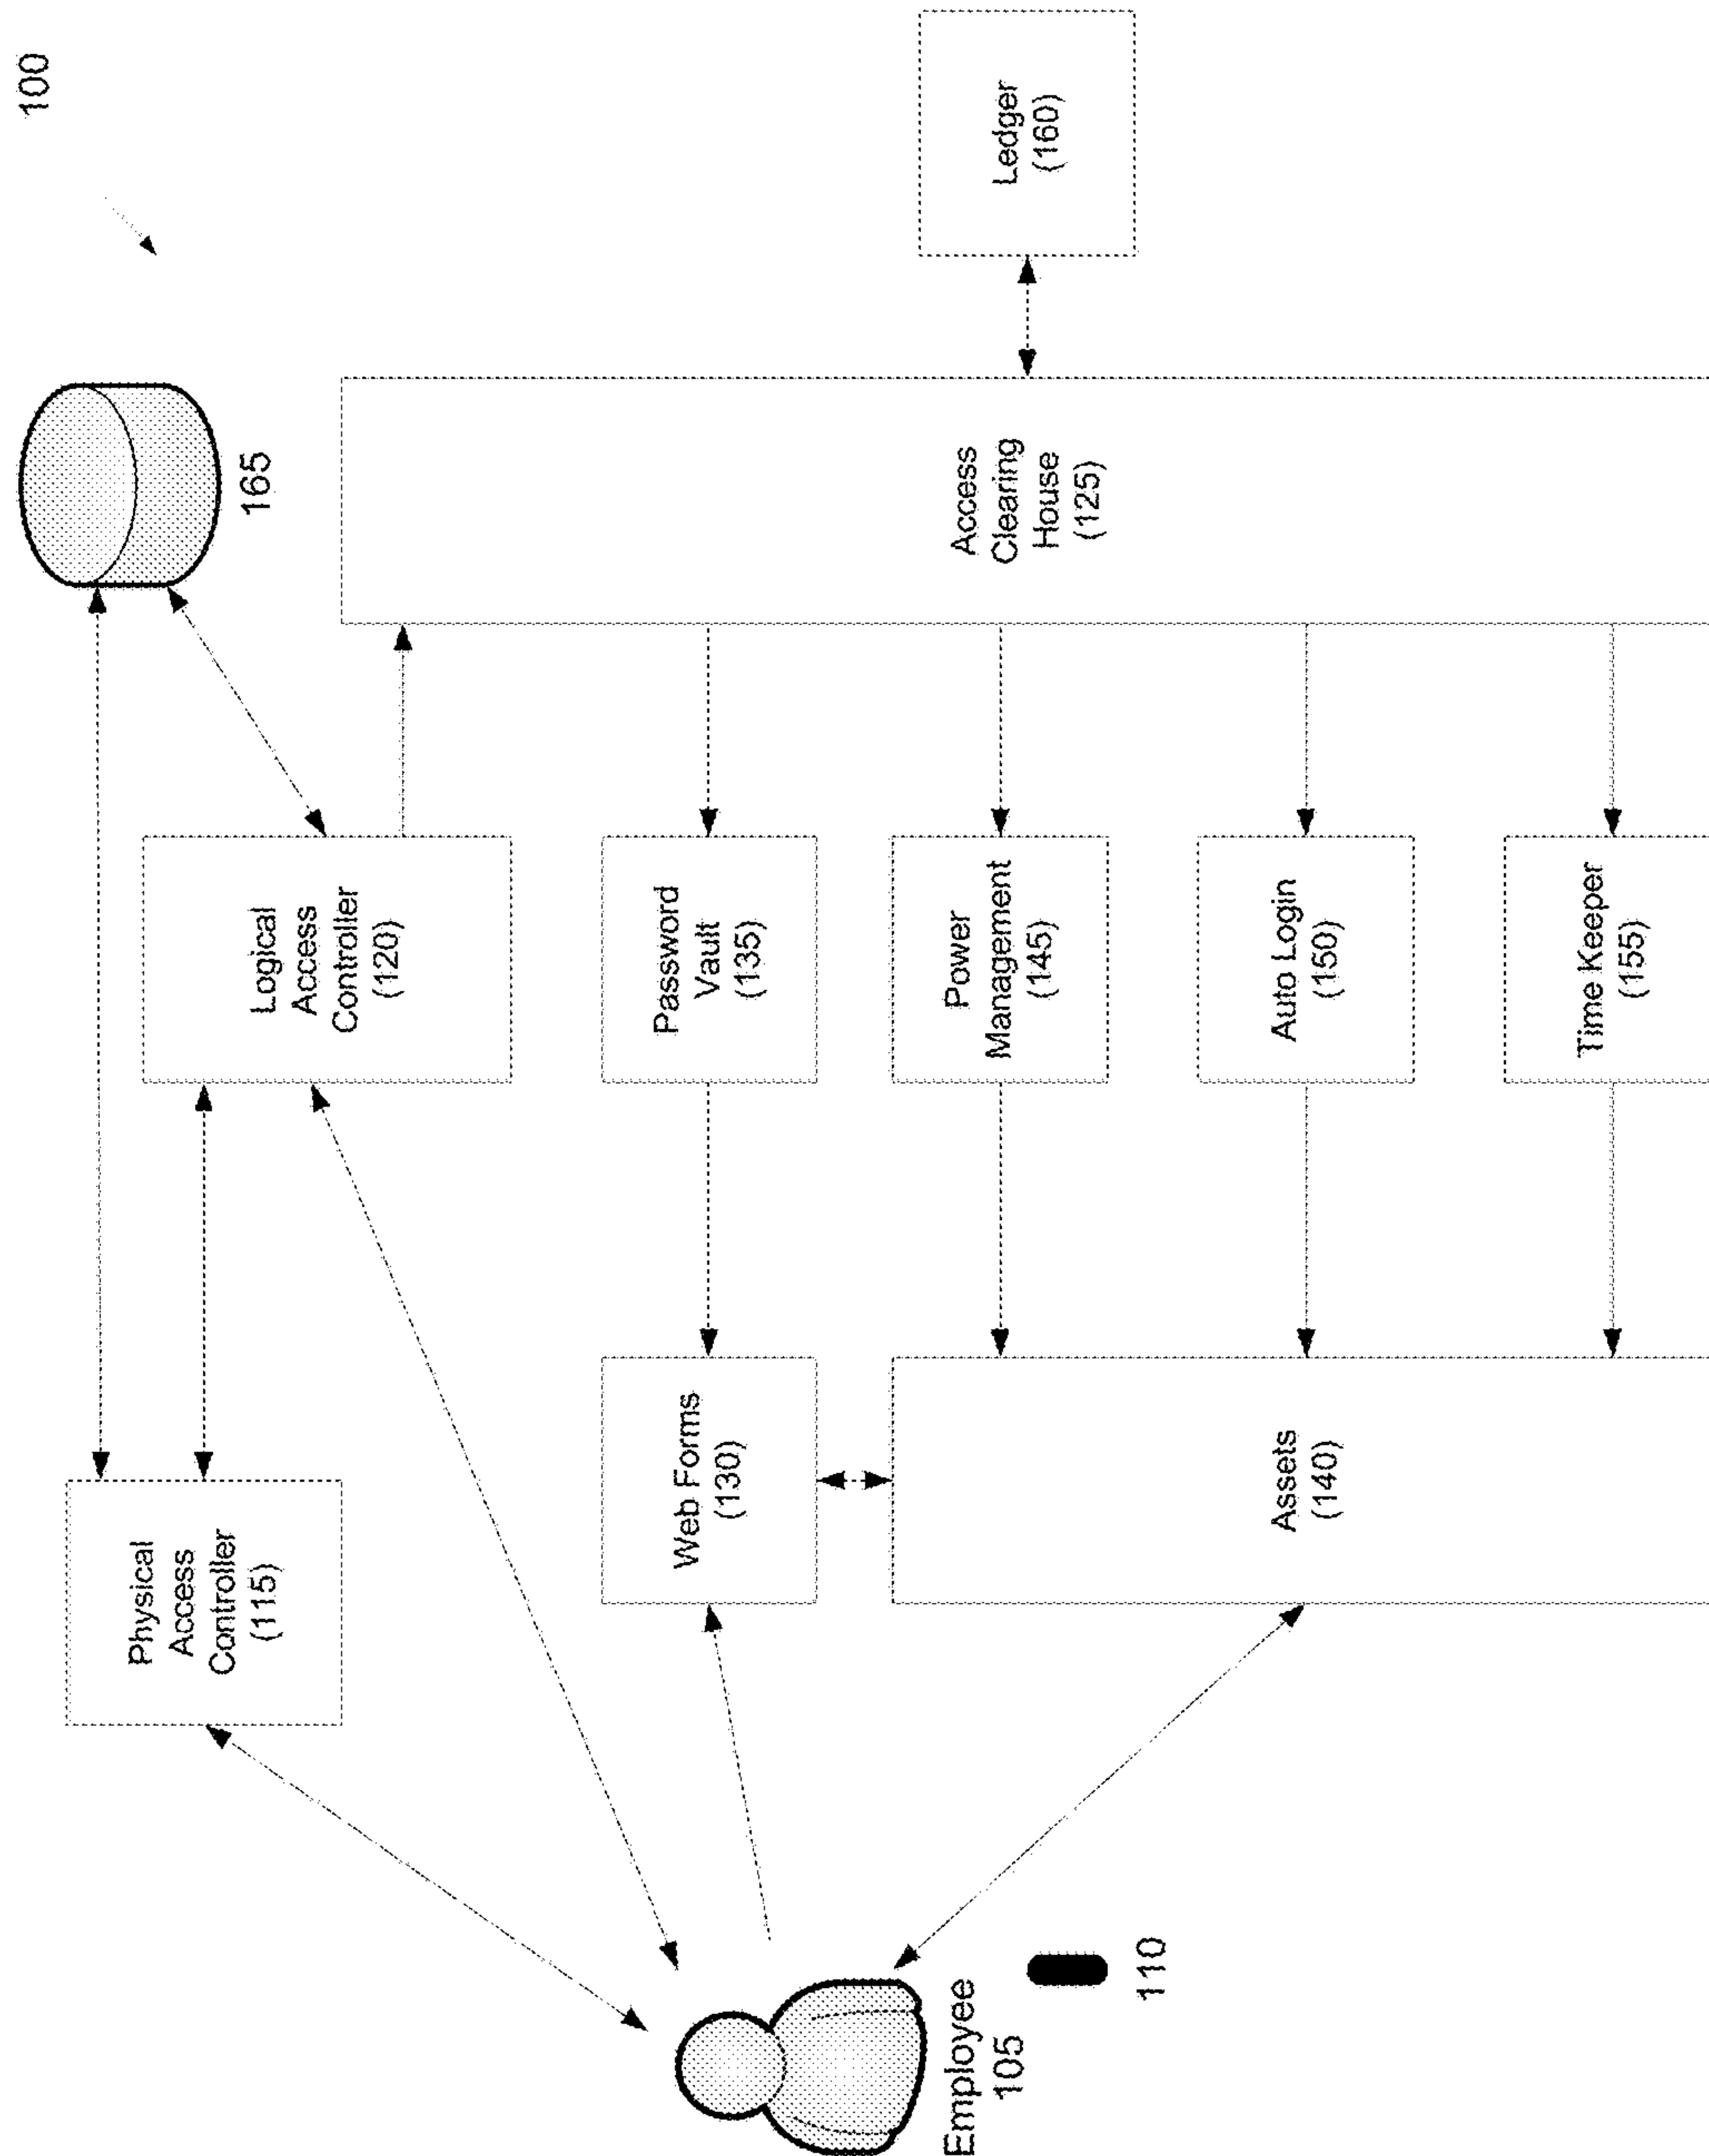 100
165
Physical
Access
Controller
(115)
Logical
Access
Controller
(120)
Web Forms
(130)
Password
Vault
(135)
Access
Clearing
House
(125)
Ledger
(160)
Power
Management
(145)
Assets
(140)
Auto Login
(150)
Time Keeper
(155)
Employee
105
110